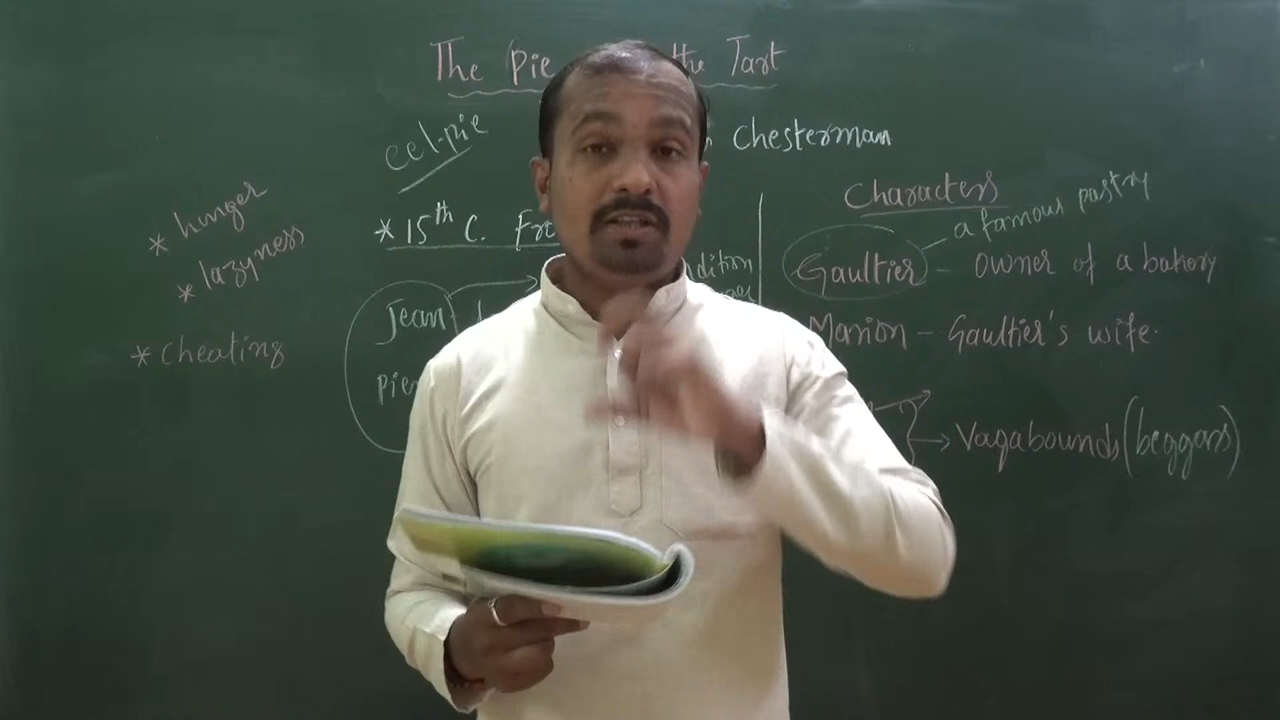 The Pie the Tart
eel-pie
Chesterman
* hunger
* lazyness
* cheating
* 15th C.
Jean
Characters
a famous pastry
Gaultier - owner of a bakery
Marion - Gaultier's wife.
Vagabounds (beggars)